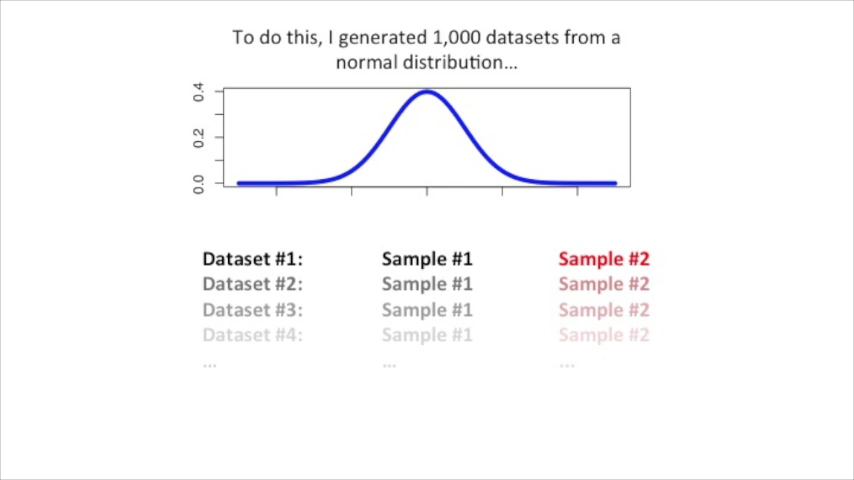 To do this, I generated 1,000 datasets from a
normal distribution…
0.4
0.2
0.0
Dataset #1: Sample #1 Sample #2
Dataset #2: Sample #1 Sample #2
Dataset #3: Sample #1 Sample #2
Dataset #4: Sample #1 Sample #2
… … …